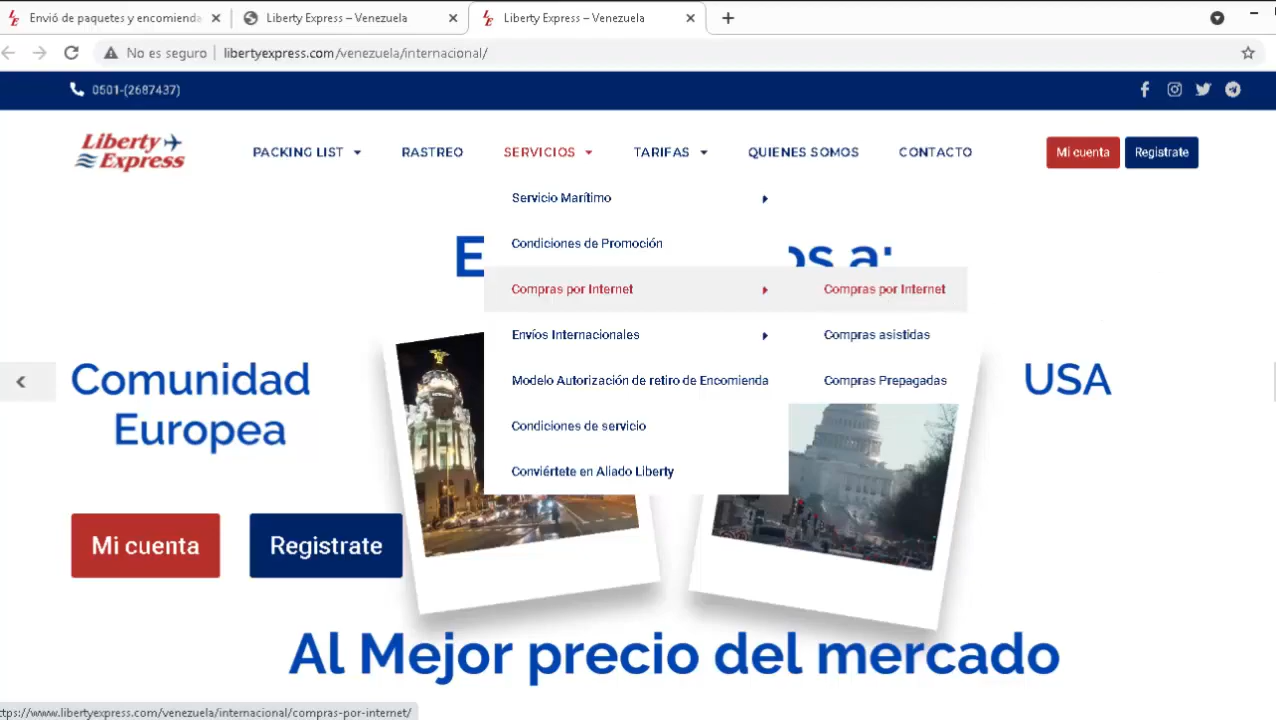 Envió de paquetes y encomienda
Liberty Express – Venezuela
Liberty Express – Venezuela
No es seguro
libertyexpress.com/venezuela/internacional/
0501-(2687437)
Liberty
Express
PACKING LIST
RASTREO
SERVICIOS
TARIFAS
QUIENES SOMOS
CONTACTO
Mi cuenta
Registrate
Servicio Marítimo
Condiciones de Promoción
Compras por Internet
Compras por Internet
Envíos Internacionales
Compras asistidas
Modelo Autorización de retiro de Encomienda
Compras Prepagadas
Condiciones de servicio
Conviértete en Aliado Liberty
E
os a:
Comunidad
Europea
USA
Mi cuenta
Registrate
Al Mejor precio del mercado
ttps://www.libertyexpress.com/venezuela/internacional/compras-por-internet/